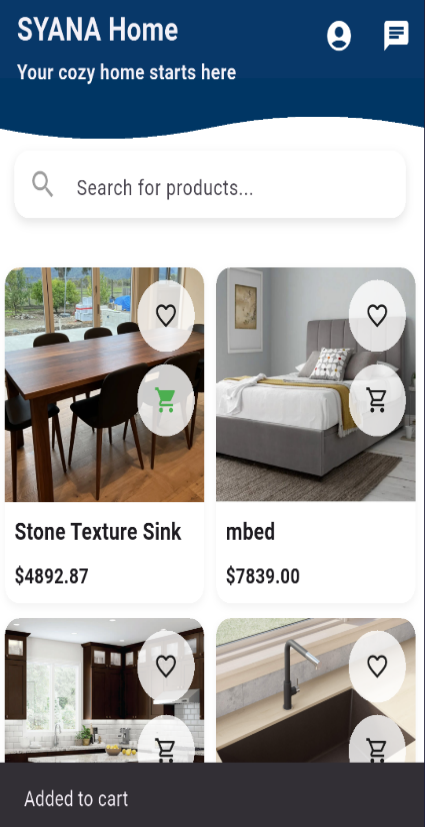 SYANA Home
Your cozy home starts here
Search for products...
Stone Texture Sink
mbed
$4892.87
$7839.00
Added to cart